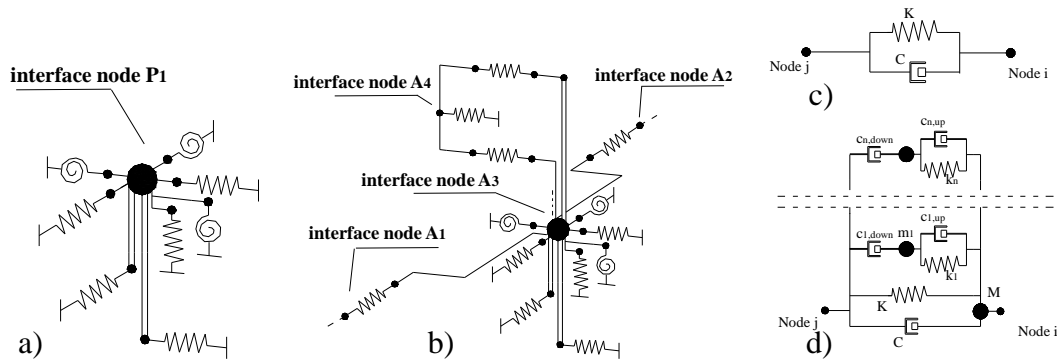 interface node P1
a)
interface node A4
interface node A2
interface node A3
interface node A1
b)
K
C
Node j
Node i
c)
cn,down
cn,up
kn
c1,down
m1
c1,up
k1
K
M
Node j
C
Node i
d)